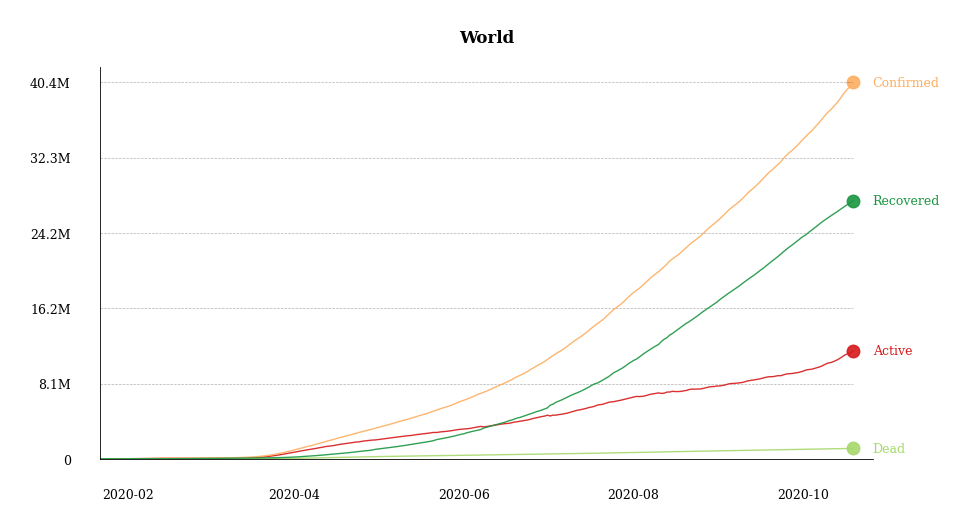 World
40.4M
Confirmed
32.3M
Recovered
24.2M
16.2M
Active
8.1M
Dead
0
2020-02 2020-04 2020-06 2020-08 2020-10